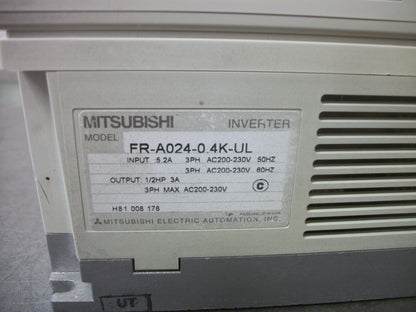 MITSUBISHI INVERTER
MODEL FR-A024-0.4K-UL
INPUT :5.2A 3PH AC200-230V 50HZ
3PH AC200-230V 60HZ
OUTPUT: 1/2HP 3A
3PH MAX AC200-230V
C
H81 008 178
MITSUBISHI ELECTRIC AUTOMATION, INC.
UT